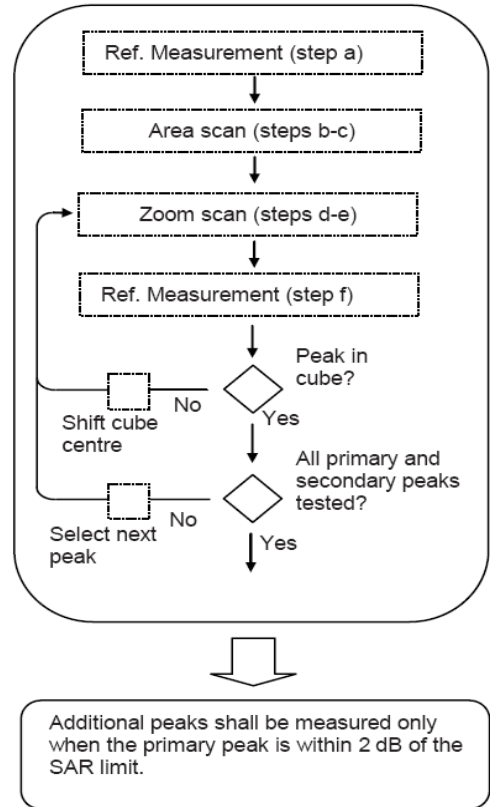 Ref. Measurement (step a)
Area scan (steps b-c)
Zoom scan (steps d-e)
Ref. Measurement (step f)
Peak in
cube?
No
Yes
Shift cube
centre
All primary and
secondary peaks
tested?
No
Yes
Select next
peak
Additional peaks shall be measured only
when the primary peak is within 2 dB of the
SAR limit.